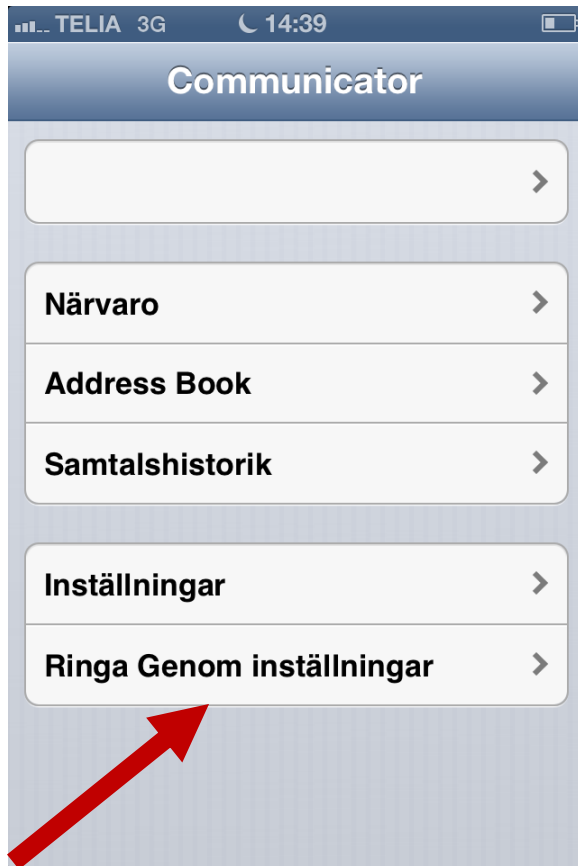 TELIA 3G 14:39
Communicator
Närvaro
Address Book
Samtalshistorik
Inställningar
Ringa Genom inställningar